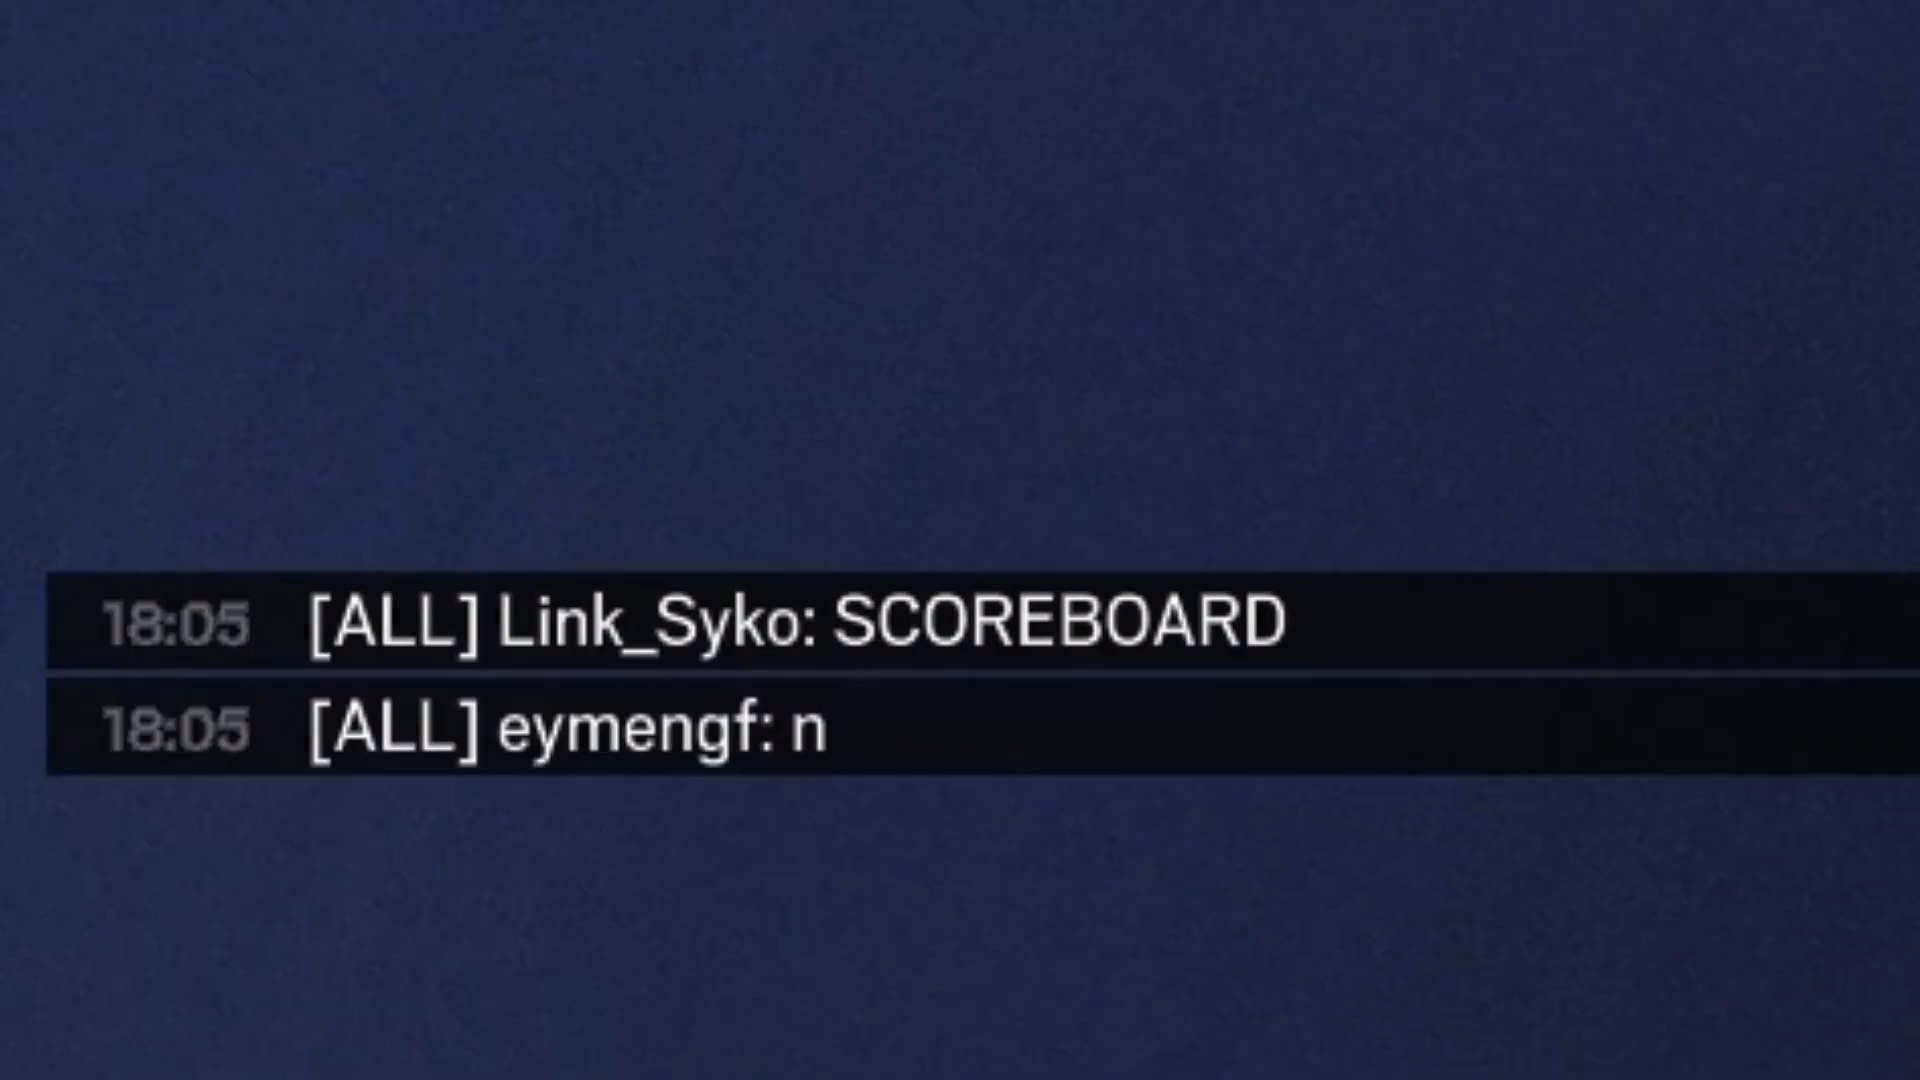 18:05 [ALL] Link_Syko: SCOREBOARD
18:05 [ALL] eymengf: n